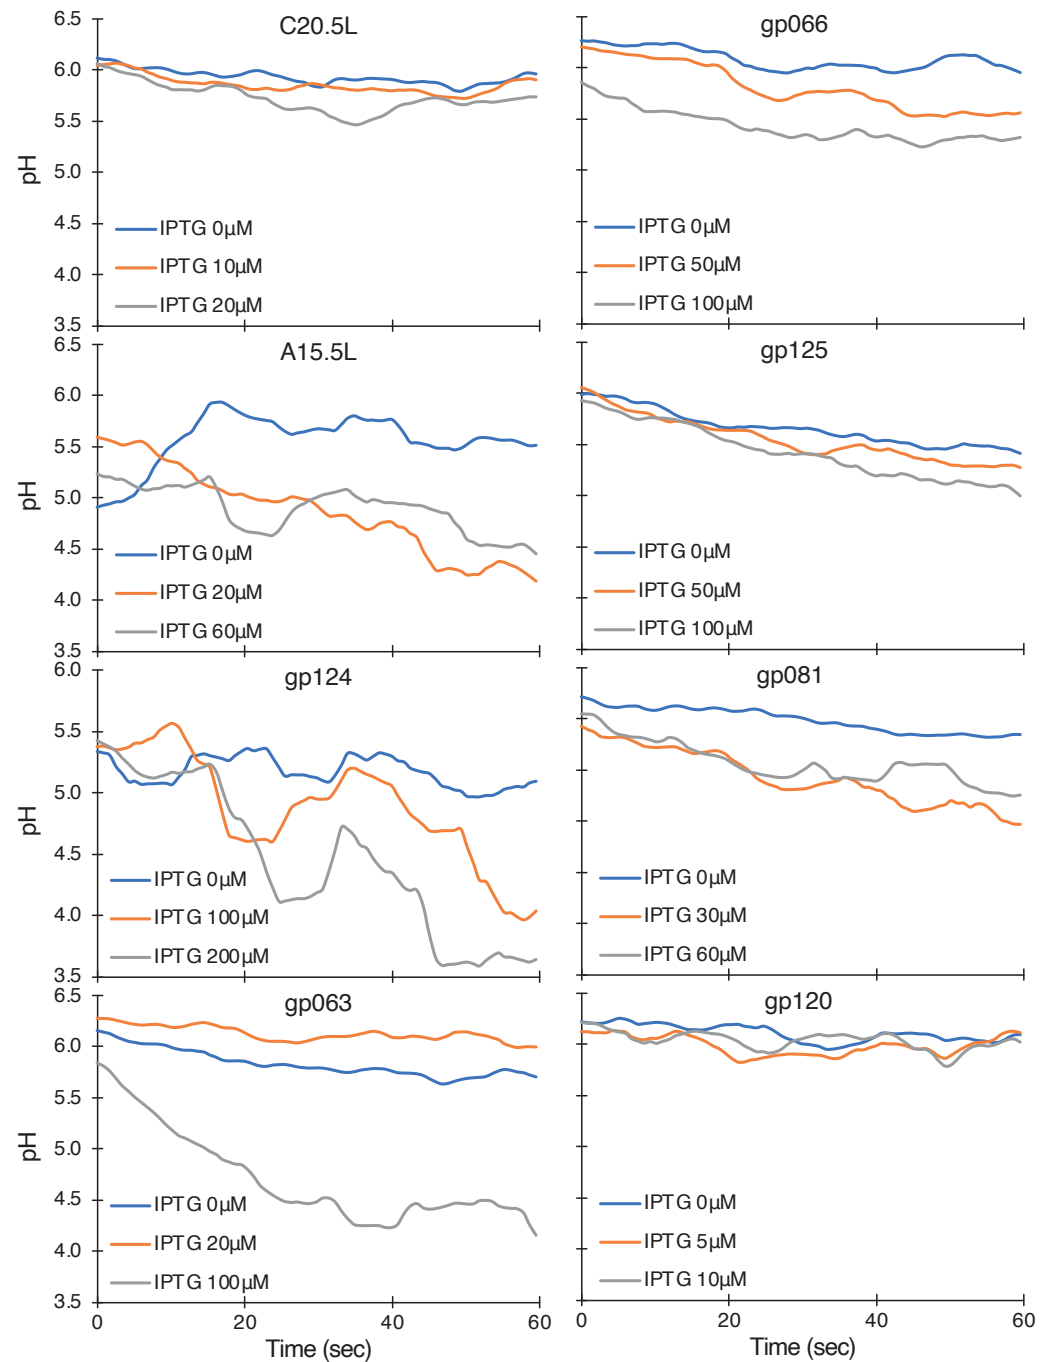 C20.5L
6.5
6.0
5.5
5.0
4.5
4.0
3.5
pH
IPTG 0µM
IPTG 10µM
IPTG 20µM
gp066
IPTG 0µM
IPTG 50µM
IPTG 100µM
A15.5L
6.5
6.0
5.5
5.0
4.5
4.0
3.5
pH
IPTG 0µM
IPTG 20µM
IPTG 60µM
gp125
IPTG 0µM
IPTG 50µM
IPTG 100µM
gp124
6.0
5.5
5.0
4.5
4.0
3.5
pH
IPTG 0µM
IPTG 100µM
IPTG 200µM
gp081
IPTG 0µM
IPTG 30µM
IPTG 60µM
gp063
6.5
6.0
5.5
5.0
4.5
4.0
3.5
pH
IPTG 0µM
IPTG 20µM
IPTG 100µM
0 20 40 60
Time (sec)
gp120
IPTG 0µM
IPTG 5µM
IPTG 10µM
0 20 40 60
Time (sec)